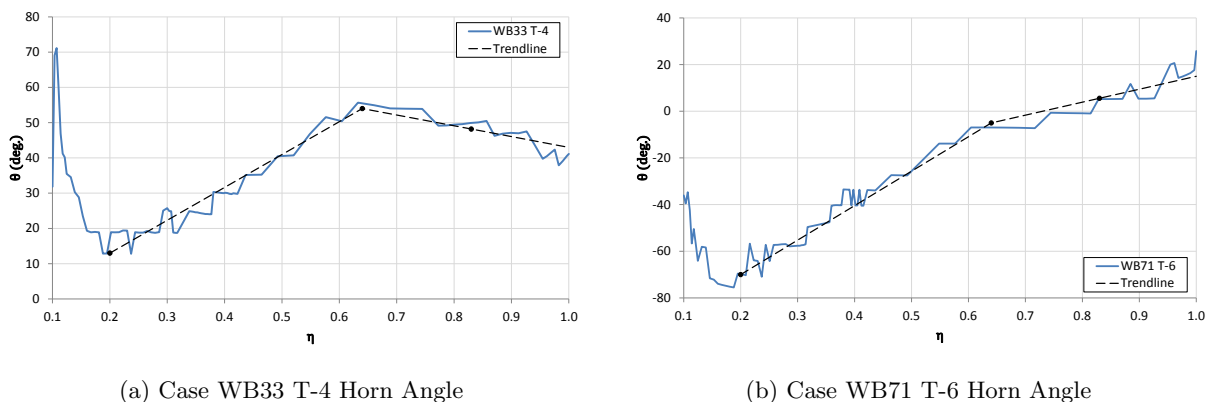 80
70
60
50
40
30
20
10
0
θ (deg.)
0.1 0.2 0.3 0.4 0.5 0.6 0.7 0.8 0.9 1.0
η
WB33 T-4
Trendline
(a) Case WB33 T-4 Horn Angle
40
20
0
-20
-40
-60
-80
θ (deg.)
0.1 0.2 0.3 0.4 0.5 0.6 0.7 0.8 0.9 1.0
η
WB71 T-6
Trendline
(b) Case WB71 T-6 Horn Angle